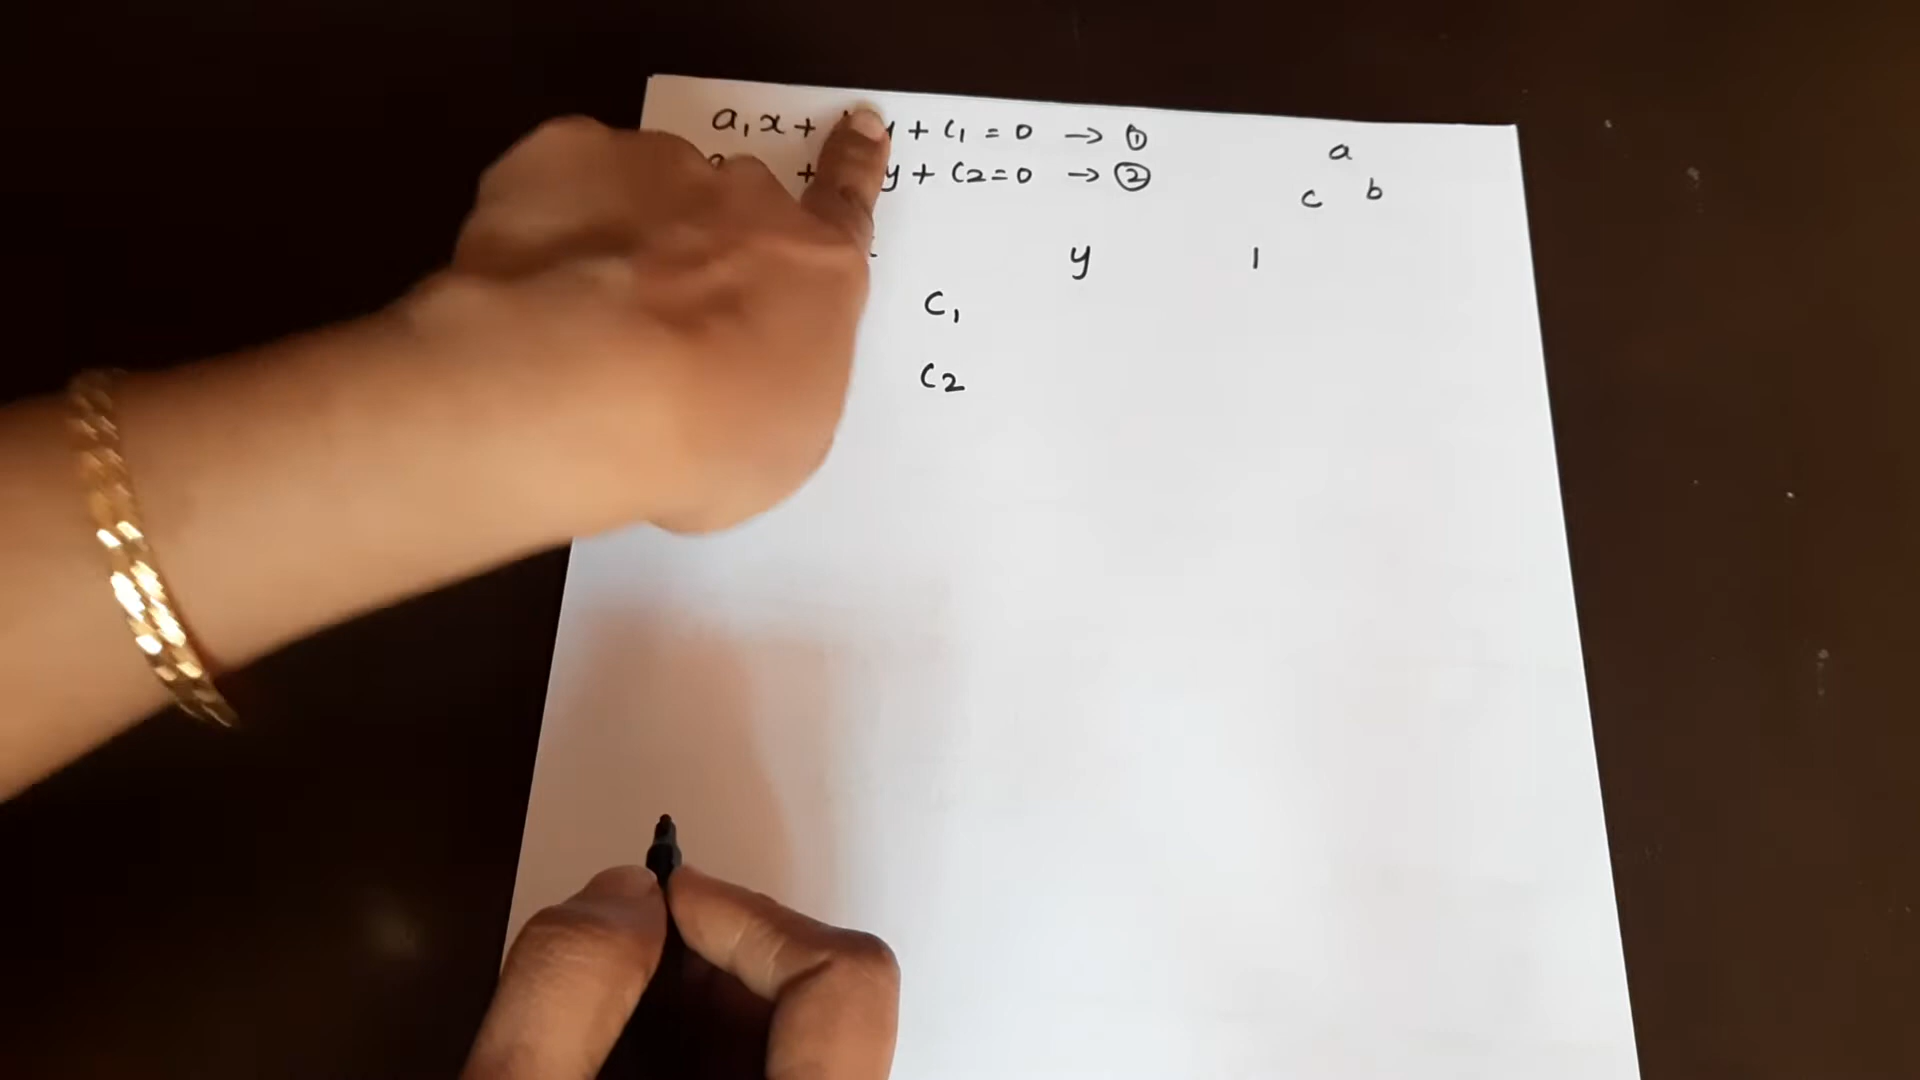 a₁x + y + C₁ = 0 → ①
+ y + C₂ = 0 → ②
a
c b
y 1
C₁
C₂